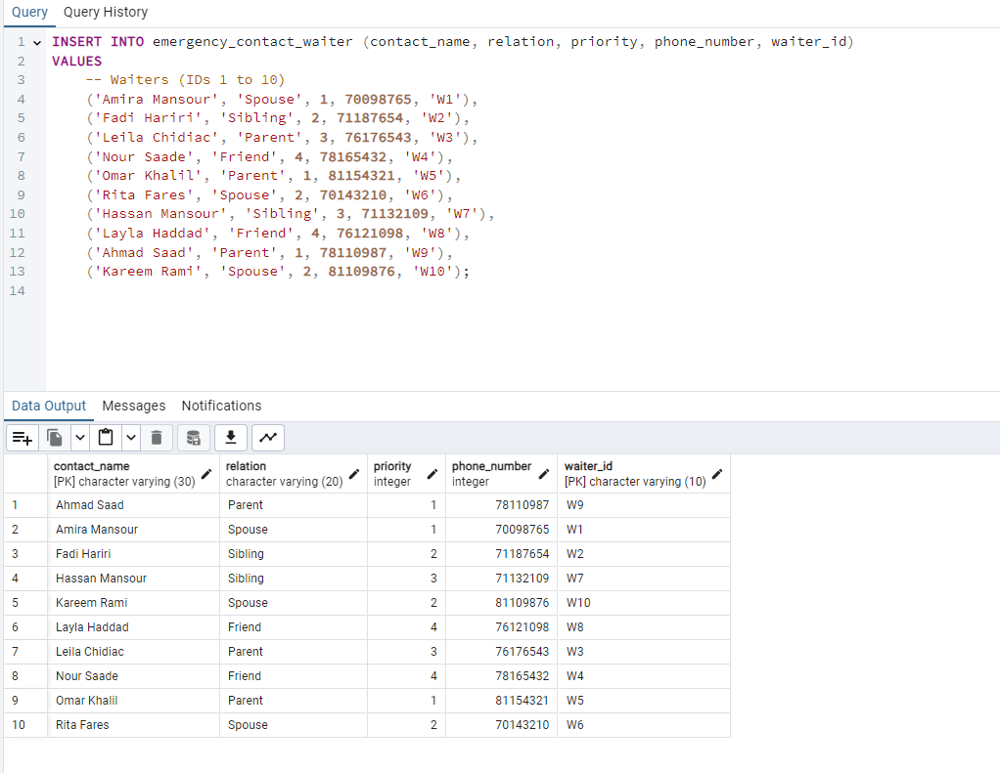 Query Query History
1 INSERT INTO emergency_contact_waiter (contact_name, relation, priority, phone_number, waiter_id)
2 VALUES
3 -- Waiters (IDs 1 to 10)
4 ('Amira Mansour', 'Spouse', 1, 70098765, 'W1'),
5 ('Fadi Hariri', 'Sibling', 2, 71187654, 'W2'),
6 ('Leila Chidiac', 'Parent', 3, 76176543, 'W3'),
7 ('Nour Saade', 'Friend', 4, 78165432, 'W4'),
8 ('Omar Khalil', 'Parent', 1, 81154321, 'W5'),
9 ('Rita Fares', 'Spouse', 2, 70143210, 'W6'),
10 ('Hassan Mansour', 'Sibling', 3, 71132109, 'W7'),
11 ('Layla Haddad', 'Friend', 4, 76121098, 'W8'),
12 ('Ahmad Saad', 'Parent', 1, 78110987, 'W9'),
13 ('Kareem Rami', 'Spouse', 2, 81109876, 'W10');
14
Data Output Messages Notifications
contact_name relation priority phone_number waiter_id
[PK] character varying (30) character varying (20) integer integer [PK] character varying (10)
1 Ahmad Saad Parent 1 78110987 W9
2 Amira Mansour Spouse 1 70098765 W1
3 Fadi Hariri Sibling 2 71187654 W2
4 Hassan Mansour Sibling 3 71132109 W7
5 Kareem Rami Spouse 2 81109876 W10
6 Layla Haddad Friend 4 76121098 W8
7 Leila Chidiac Parent 3 76176543 W3
8 Nour Saade Friend 4 78165432 W4
9 Omar Khalil Parent 1 81154321 W5
10 Rita Fares Spouse 2 70143210 W6